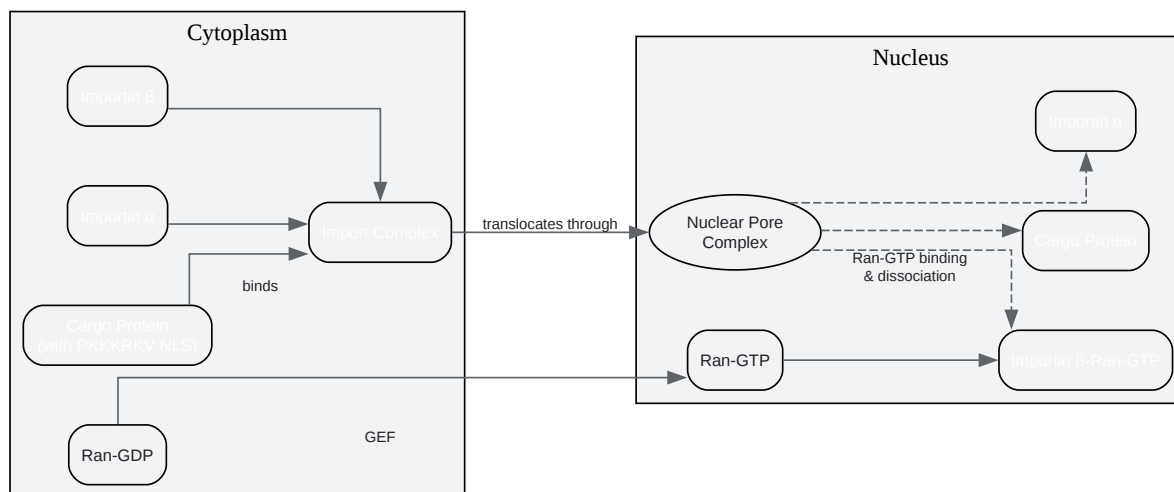 Cytoplasm
Importin β
Importin α
Import Complex
binds
Cargo Protein
(with PKKKRKV NLS)
Ran-GDP
GEF
translocates through
Nucleus
Importin α
Nuclear Pore
Complex
Cargo Protein
Ran-GTP binding
& dissociation
Ran-GTP
Importin β-Ran-GTP